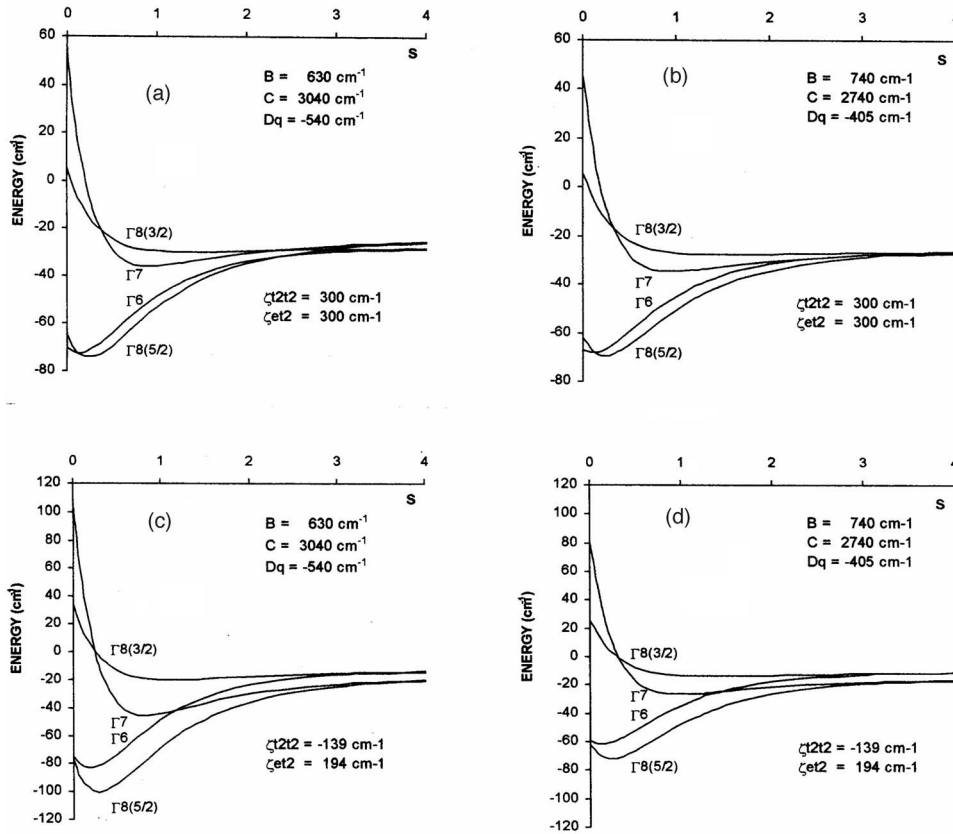 0 1 2 3 4
S
60
40
20
0
-20
-40
-60
-80
ENERGY (cm-1)
(a)
B = 630 cm-1
C = 3040 cm-1
Dq = -540 cm-1
Γ8(3/2)
Γ7
Γ6
Γ8(5/2)
ζt2t2 = 300 cm-1
ζet2 = 300 cm-1
0 1 2 3 4
S
60
40
20
0
-20
-40
-60
-80
ENERGY (cm-1)
(b)
B = 740 cm-1
C = 2740 cm-1
Dq = -405 cm-1
Γ8(3/2)
Γ7
Γ6
Γ8(5/2)
ζt2t2 = 300 cm-1
ζet2 = 300 cm-1
0 1 2 3 4
S
120
100
80
60
40
20
0
-20
-40
-60
-80
-100
-120
ENERGY (cm-1)
(c)
B = 630 cm-1
C = 3040 cm-1
Dq = -540 cm-1
Γ8(3/2)
Γ7
Γ6
Γ8(5/2)
ζt2t2 = -139 cm-1
ζet2 = 194 cm-1
0 1 2 3 4
S
120
100
80
60
40
20
0
-20
-40
-60
-80
-100
-120
ENERGY (cm-1)
(d)
B = 740 cm-1
C = 2740 cm-1
Dq = -405 cm-1
Γ8(3/2)
Γ7
Γ6
Γ8(5/2)
ζt2t2 = -139 cm-1
ζet2 = 194 cm-1